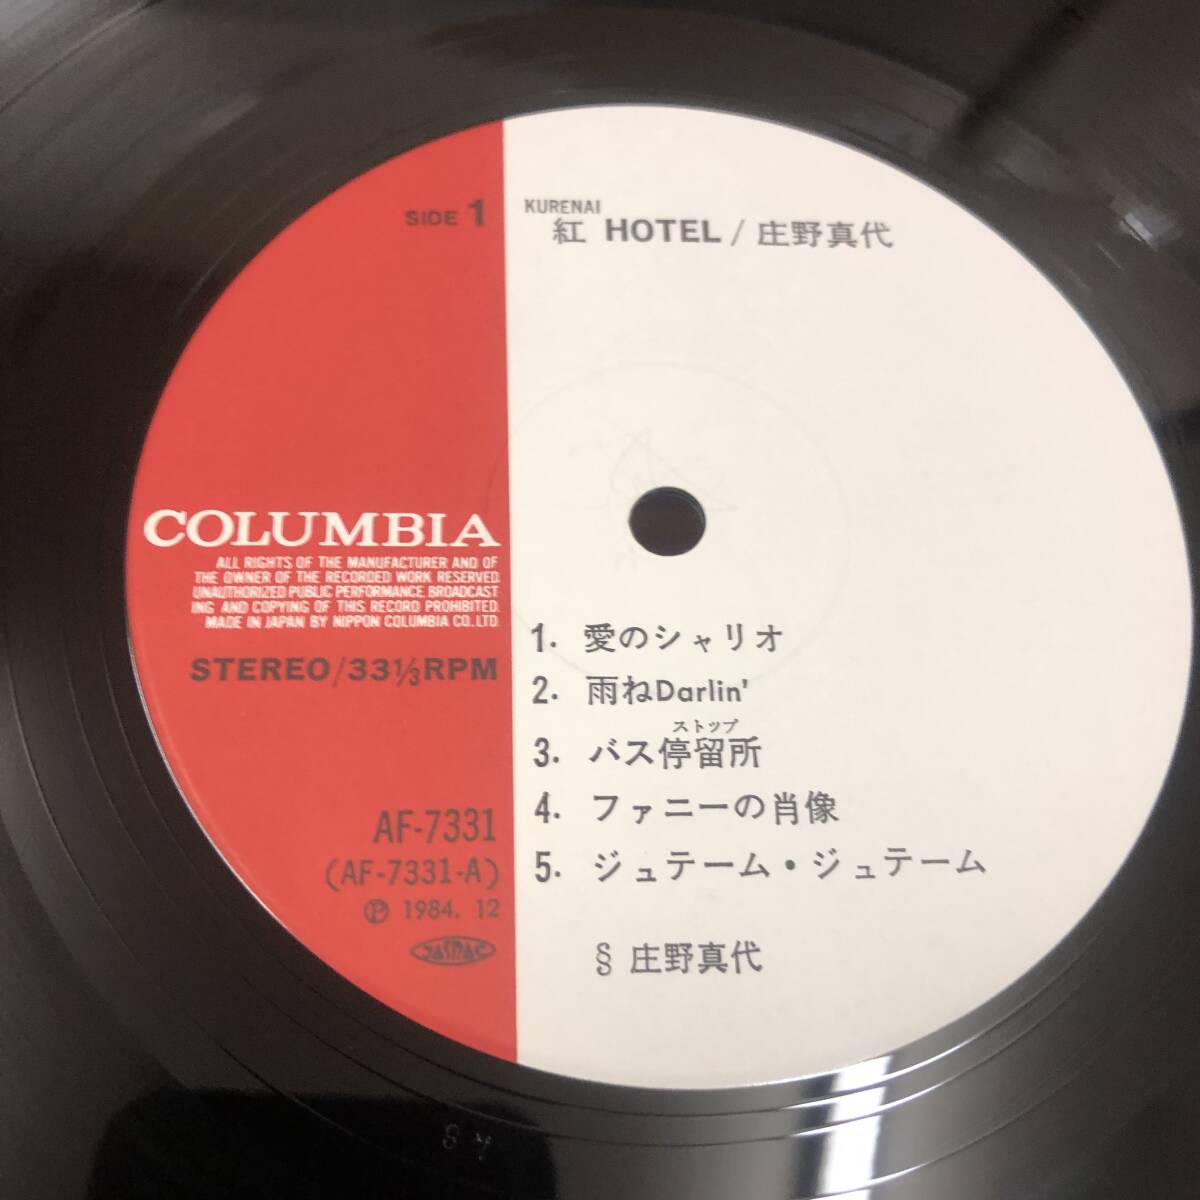 SIDE 1
KURENAI
紅 HOTEL / 庄野真代
COLUMBIA
ALL RIGHTS OF THE MANUFACTURER AND OF
THE OWNER OF THE RECORDED WORK RESERVED.
UNAUTHORIZED PUBLIC PERFORMANCE. BROADCAST
ING AND COPYING OF THIS RECORD PROHIBITED.
MADE IN JAPAN BY NIPPON COLUMBIA CO., LTD
STEREO/33⅓RPM
AF-7331
(AF-7331-A)
Ⓟ 1984. 12
JASRAC
1. 愛のシャリオ
2. 雨ねDarlin'
ストップ
3. バス停留所
4. ファニーの肖像
5. ジュテーム・ジュテーム
§ 庄野真代